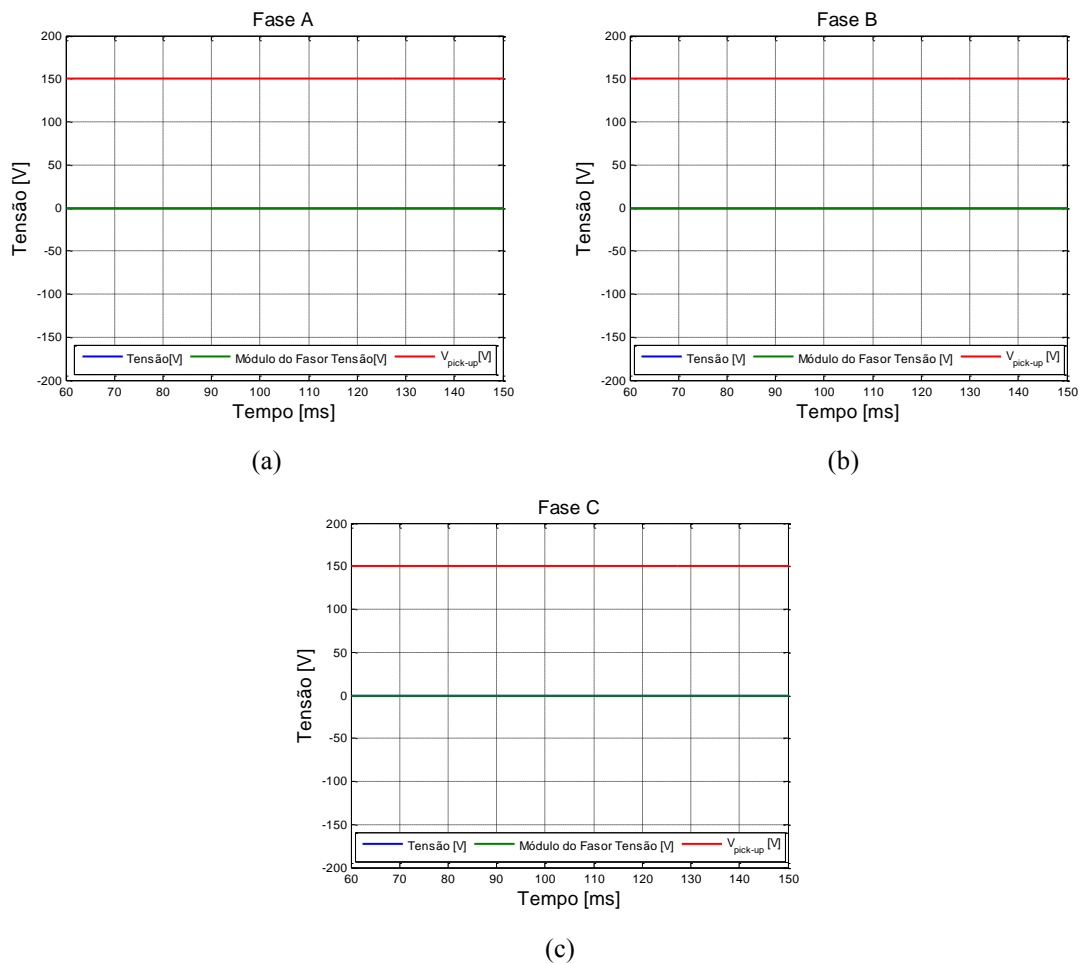 Fase A
Tensão [V]
200
150
100
50
0
-50
-100
-150
-200
Tensão[V] Módulo do Fasor Tensão[V] Vpick-up[V]
60 70 80 90 100 110 120 130 140 150
Tempo [ms]
(a)
Fase B
Tensão [V]
200
150
100
50
0
-50
-100
-150
-200
Tensão [V] Módulo do Fasor Tensão [V] Vpick-up [V]
60 70 80 90 100 110 120 130 140 150
Tempo [ms]
(b)
Fase C
Tensão [V]
200
150
100
50
0
-50
-100
-150
-200
Tensão [V] Módulo do Fasor Tensão [V] Vpick-up [V]
60 70 80 90 100 110 120 130 140 150
Tempo [ms]
(c)